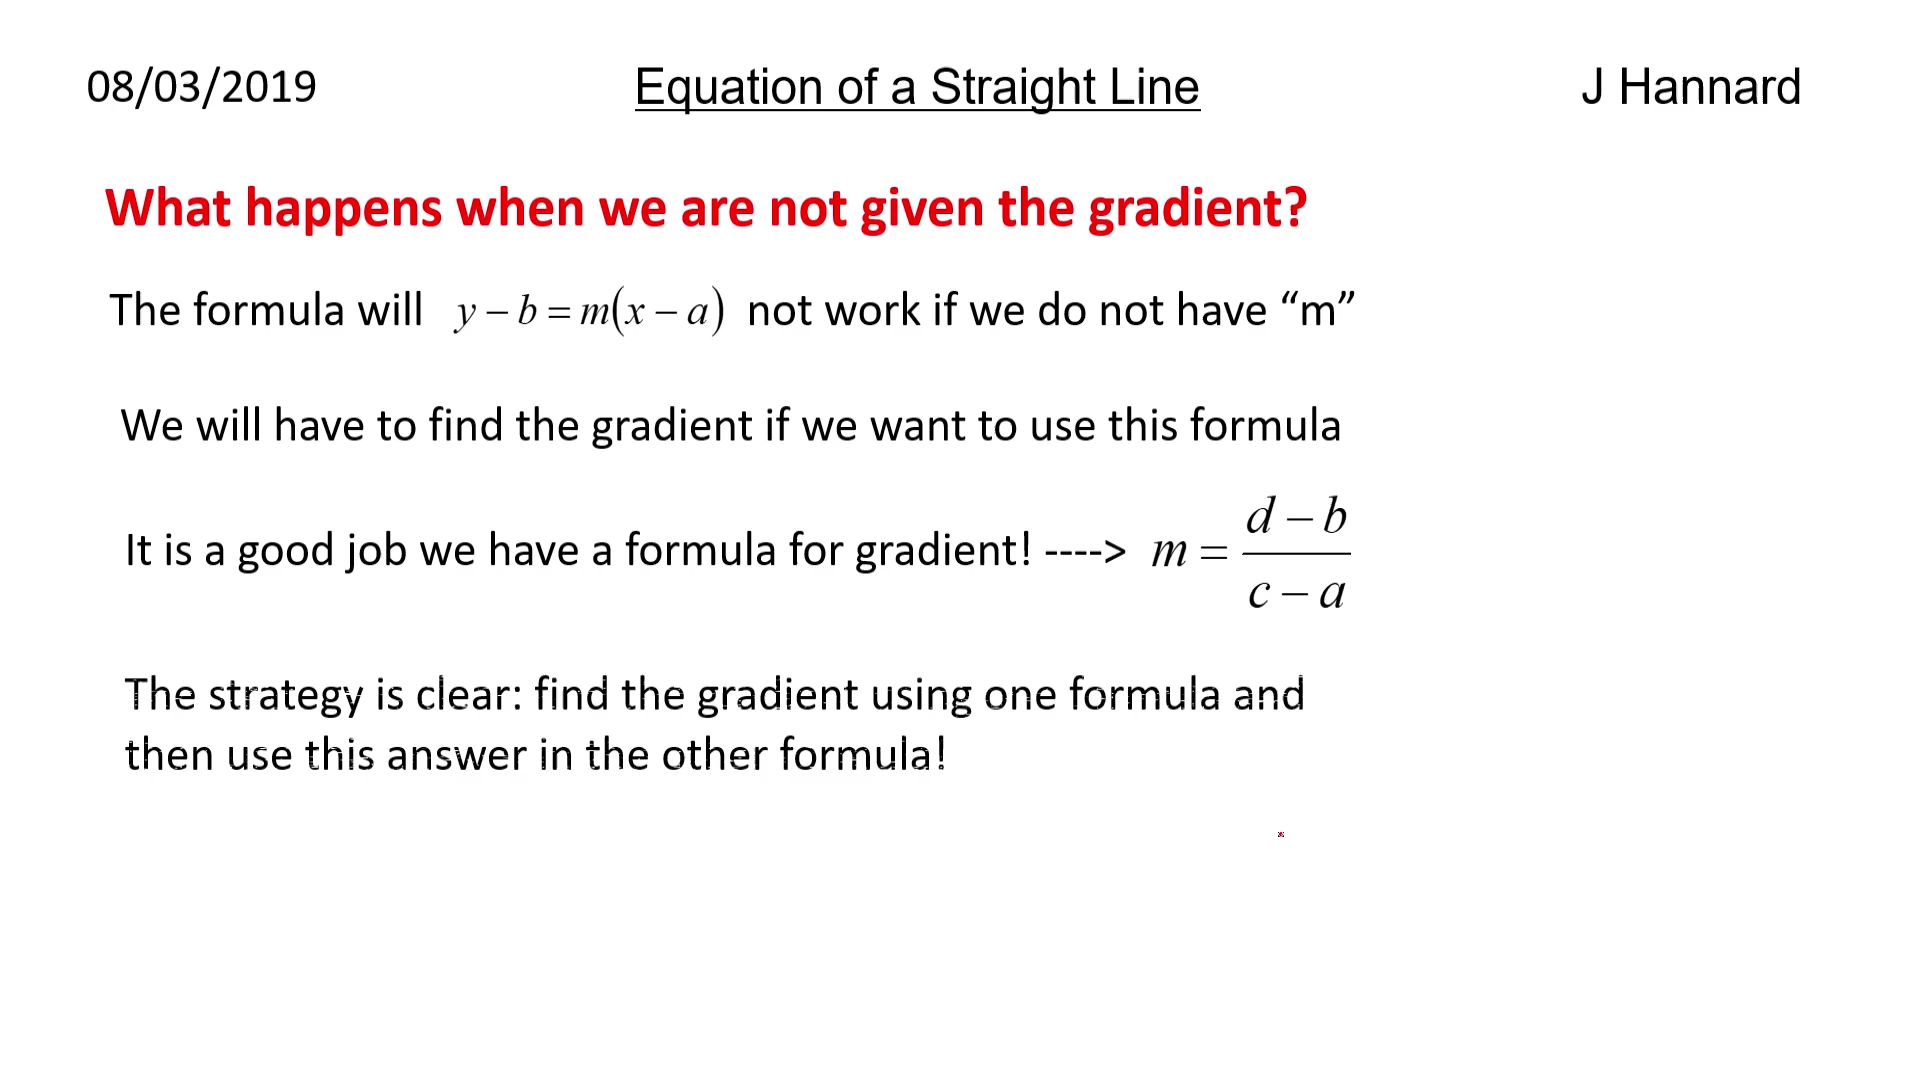 08/03/2019 Equation of a Straight Line J Hannard
What happens when we are not given the gradient?
The formula will y – b = m(x – a) not work if we do not have “m”
We will have to find the gradient if we want to use this formula
It is a good job we have a formula for gradient! ----> m = (d – b)/(c – a)
The strategy is clear: find the gradient using one formula and
then use this answer in the other formula!